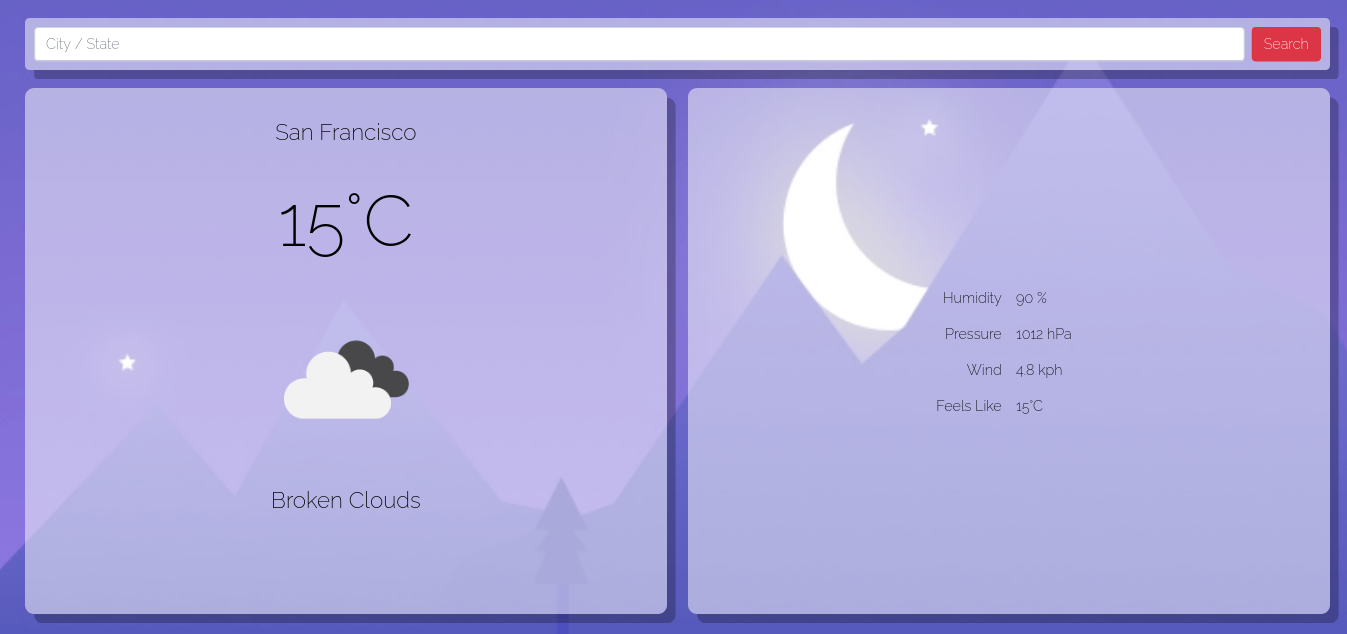 City / State
Search
San Francisco
15°C
Broken Clouds
Humidity 90 %
Pressure 1012 hPa
Wind 4.8 kph
Feels Like 15°C